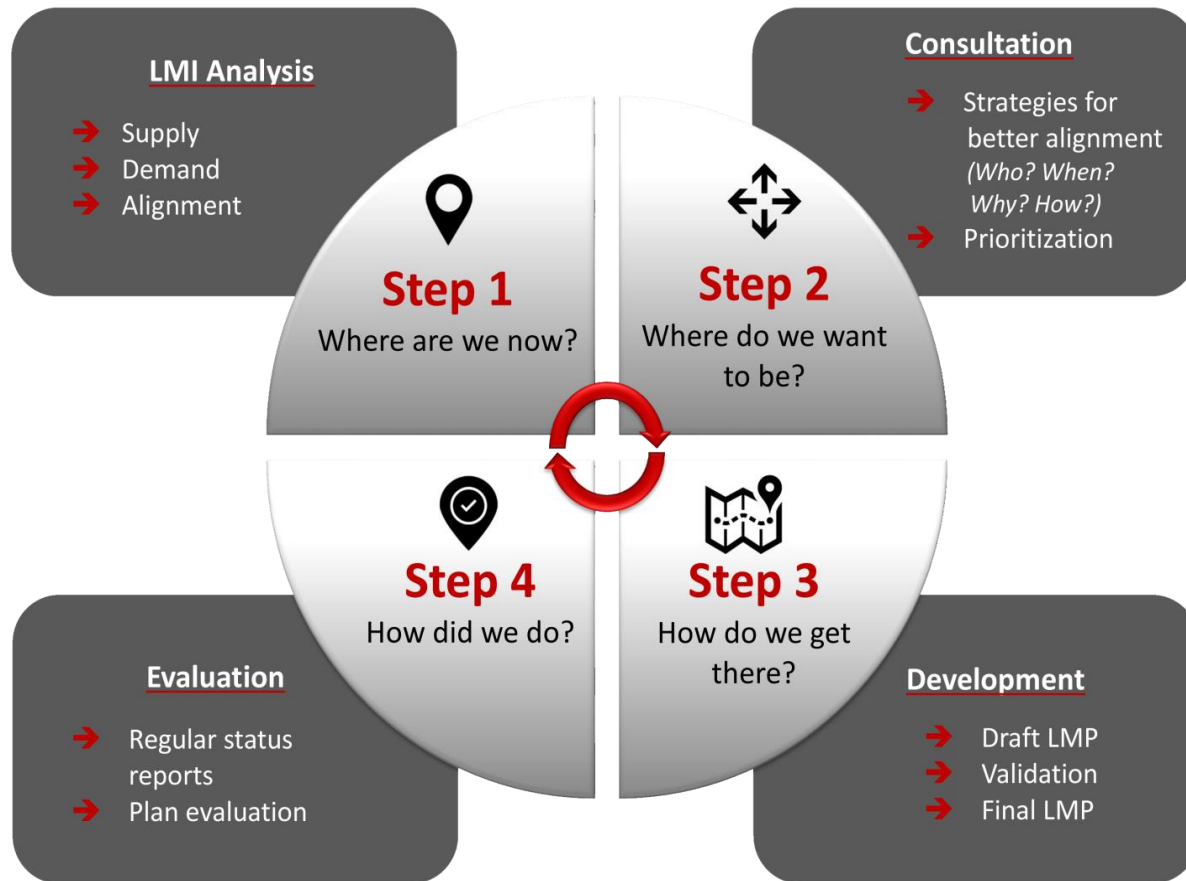 LMI Analysis
Supply
Demand
Alignment
Consultation
Strategies for
better alignment
(Who? When?
Why? How?)
Prioritization
Step 1
Where are we now?
Step 2
Where do we want
to be?
Step 4
How did we do?
Step 3
How do we get
there?
Evaluation
Regular status
reports
Plan evaluation
Development
Draft LMP
Validation
Final LMP